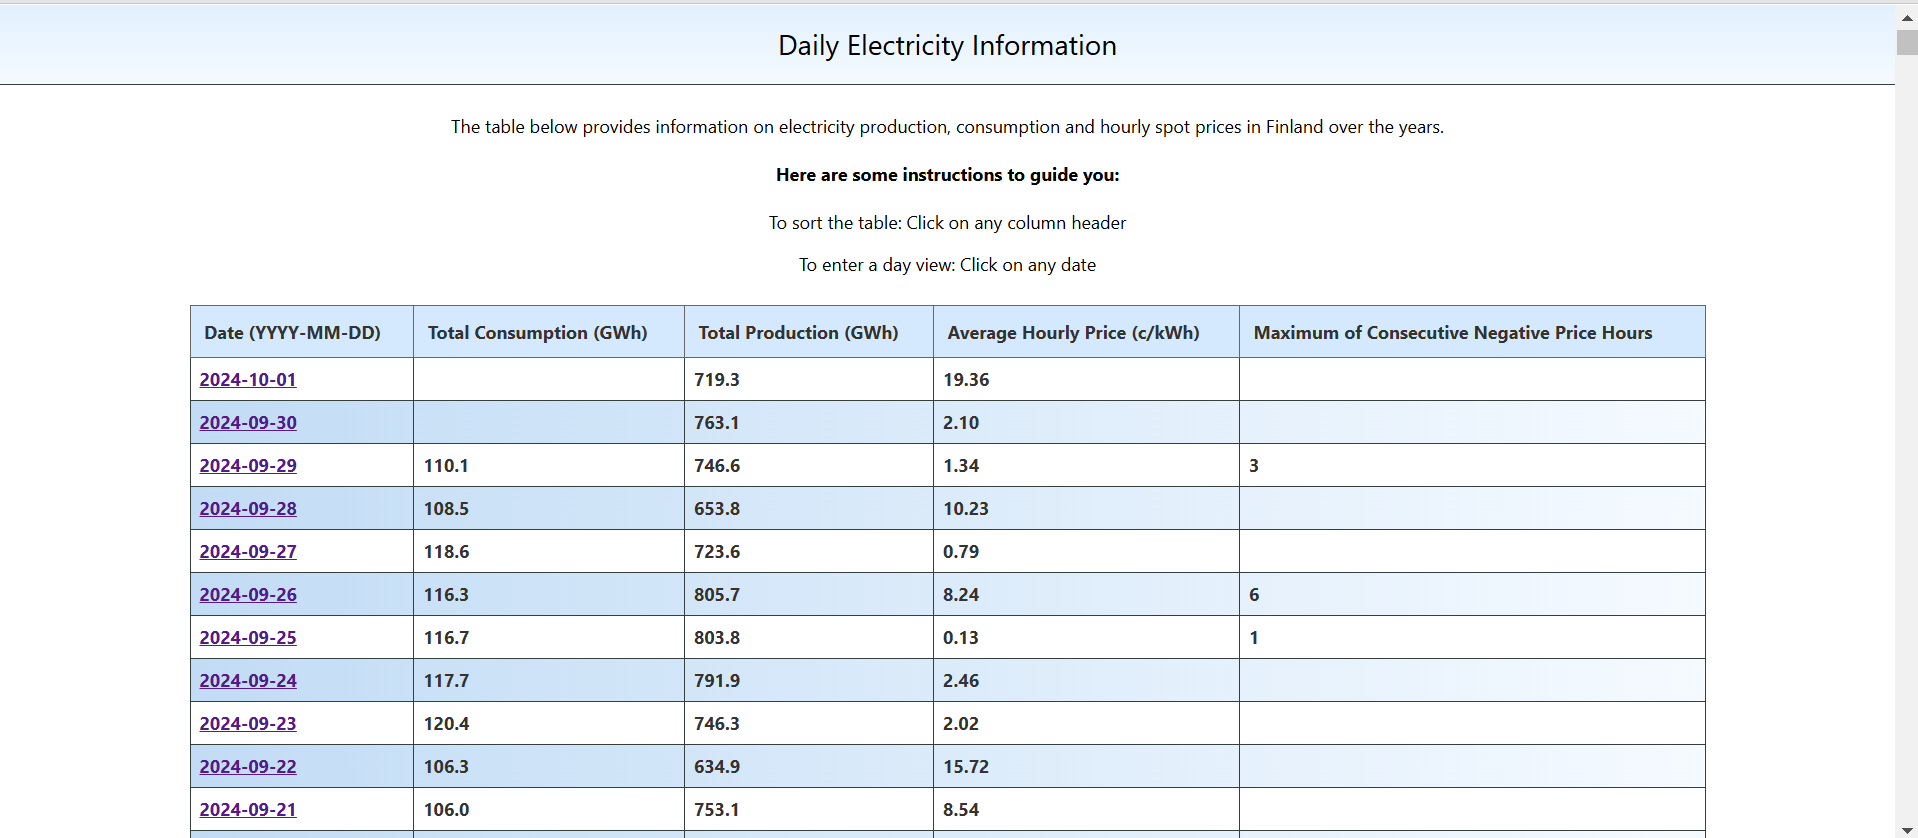 Daily Electricity Information
The table below provides information on electricity production, consumption and hourly spot prices in Finland over the years.
Here are some instructions to guide you:
To sort the table: Click on any column header
To enter a day view: Click on any date
Date (YYYY-MM-DD) Total Consumption (GWh) Total Production (GWh) Average Hourly Price (c/kWh) Maximum of Consecutive Negative Price Hours
2024-10-01 719.3 19.36
2024-09-30 763.1 2.10
2024-09-29 110.1 746.6 1.34 3
2024-09-28 108.5 653.8 10.23
2024-09-27 118.6 723.6 0.79
2024-09-26 116.3 805.7 8.24 6
2024-09-25 116.7 803.8 0.13 1
2024-09-24 117.7 791.9 2.46
2024-09-23 120.4 746.3 2.02
2024-09-22 106.3 634.9 15.72
2024-09-21 106.0 753.1 8.54